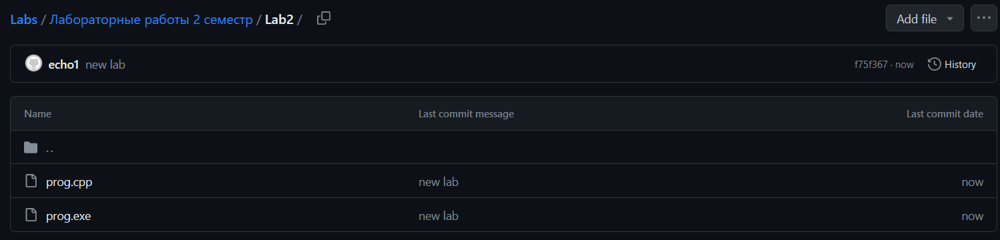 Labs / Лабораторные работы 2 семестр / Lab2 / Add file ...
echo1 new lab f75f367 · now History
Name Last commit message Last commit date
..
prog.cpp new lab now
prog.exe new lab now